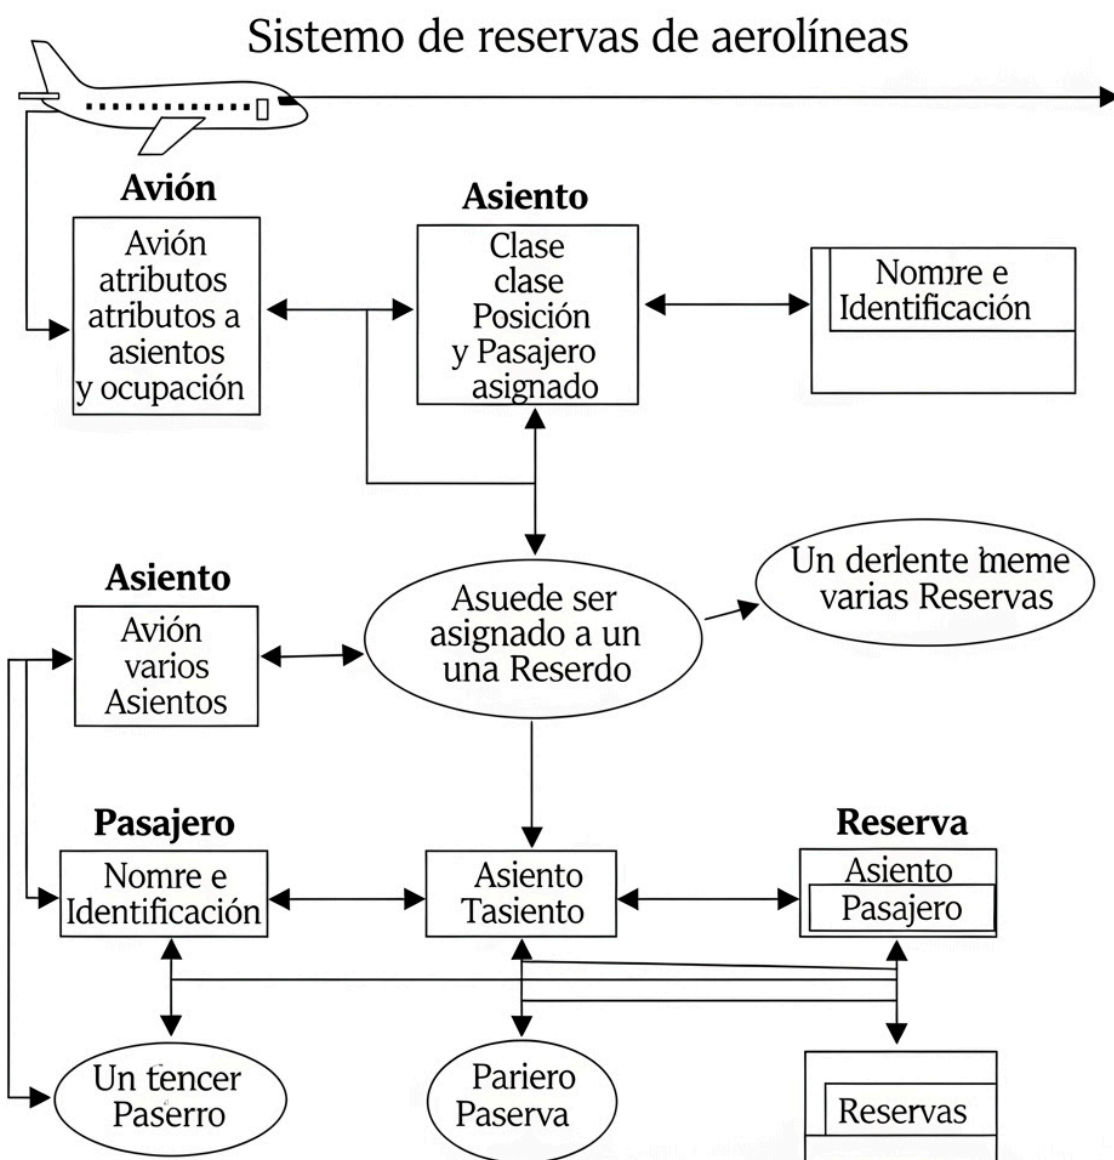 Sistemo de reservas de aerolíneas
Avión
Avión
atributos
atributos a
asientos
y ocupación
Asiento
Clase
clase
Posición
y Pasajero
asignado
Nomre e
Identificación
Asiento
Avión
varios
Asientos
Asuede ser
asignado a un
una Reserdo
Un derlente meme
varias Reservas
Pasajero
Nomre e
Identificación
Asiento
Tasiento
Reserva
Asiento
Pasajero
Un tencer
Paserro
Pariero
Paserva
Reservas